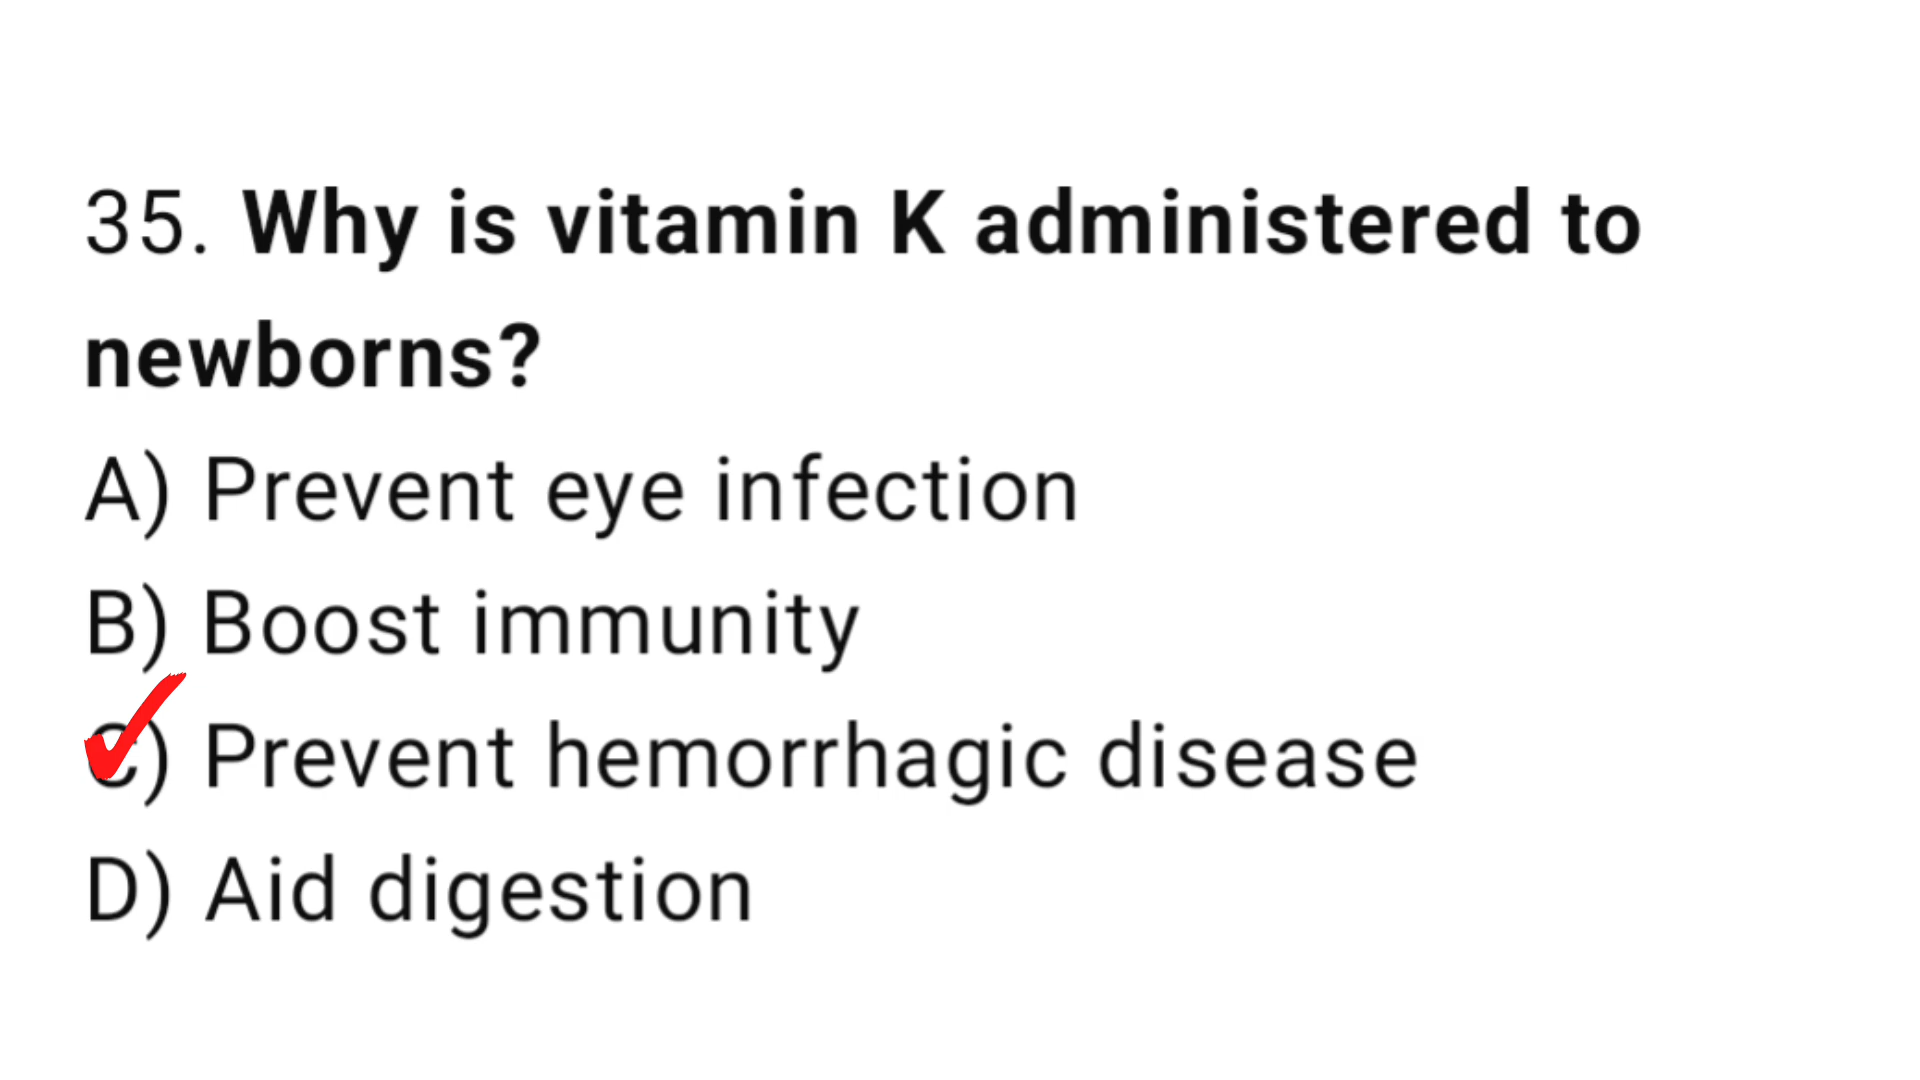 35. Why is vitamin K administered to
newborns?
A) Prevent eye infection
B) Boost immunity
C) Prevent hemorrhagic disease
D) Aid digestion